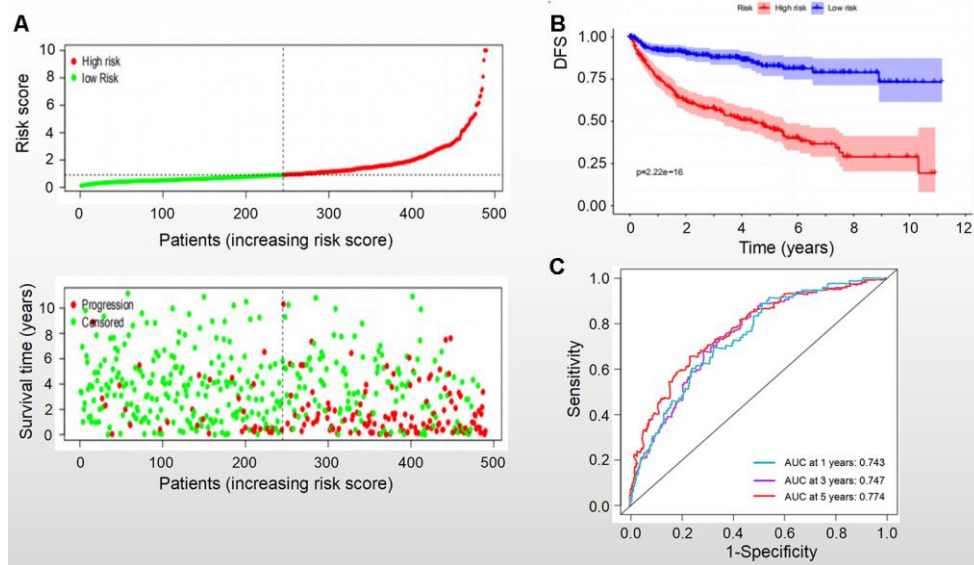 A
10
8
6
4
2
0
Risk score
High risk
low Risk
0 100 200 300 400 500
Patients (increasing risk score)
10
8
6
4
2
0
Survival time (years)
Progression
Censored
0 100 200 300 400 500
Patients (increasing risk score)
B
Risk High risk Low risk
DFS
1.00
0.75
0.50
0.25
0.00
p=2.22e−16
0 2 4 6 8 10 12
Time (years)
C
1.0
0.8
0.6
0.4
0.2
0.0
Sensitivity
AUC at 1 years: 0.743
AUC at 3 years: 0.747
AUC at 5 years: 0.774
0.0 0.2 0.4 0.6 0.8 1.0
1-Specificity